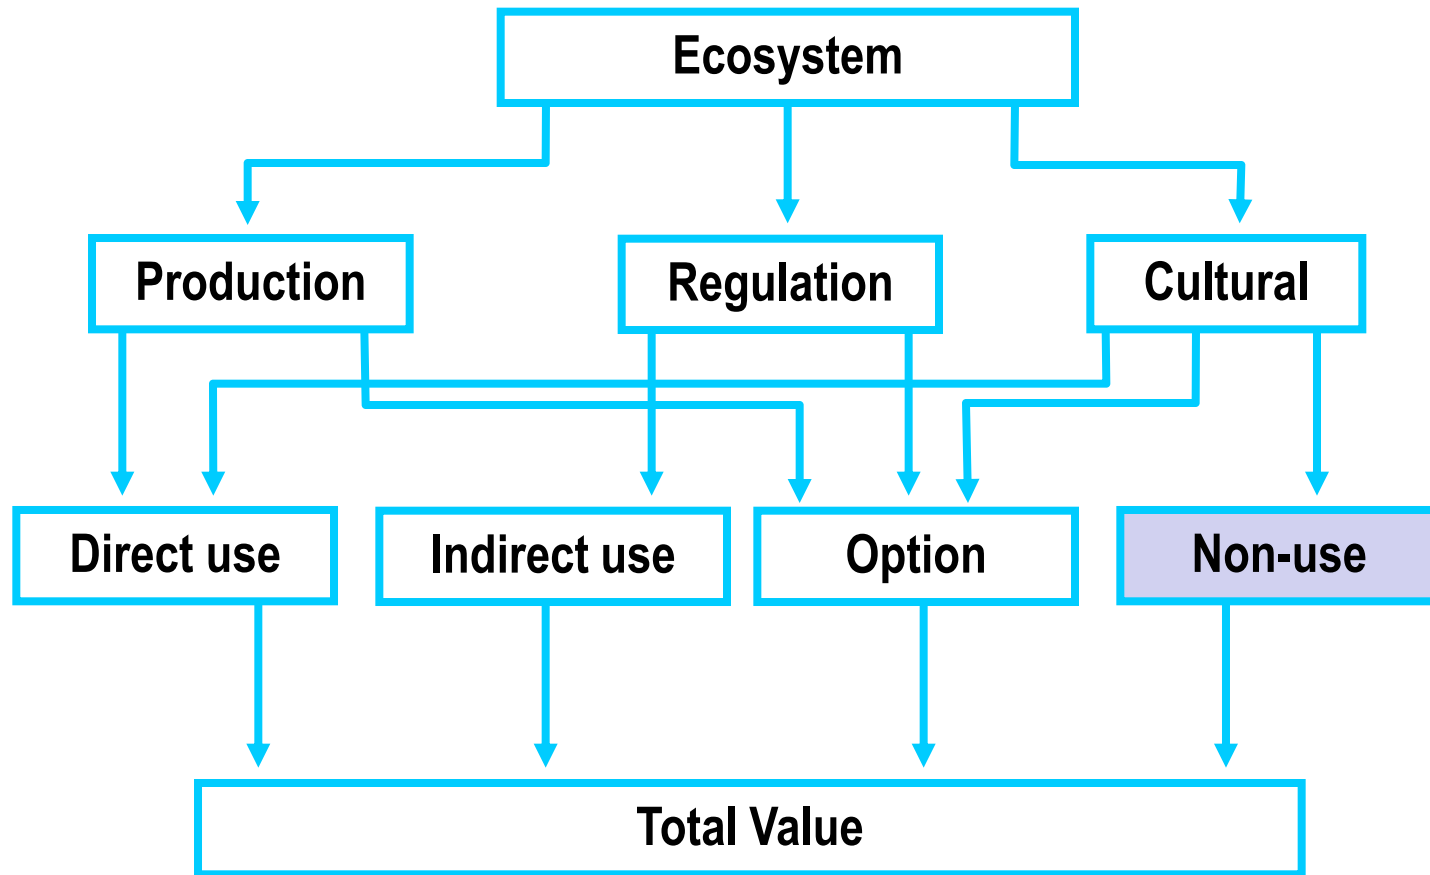 Ecosystem
Production
Regulation
Cultural
Direct use
Indirect use
Option
Non-use
Total Value